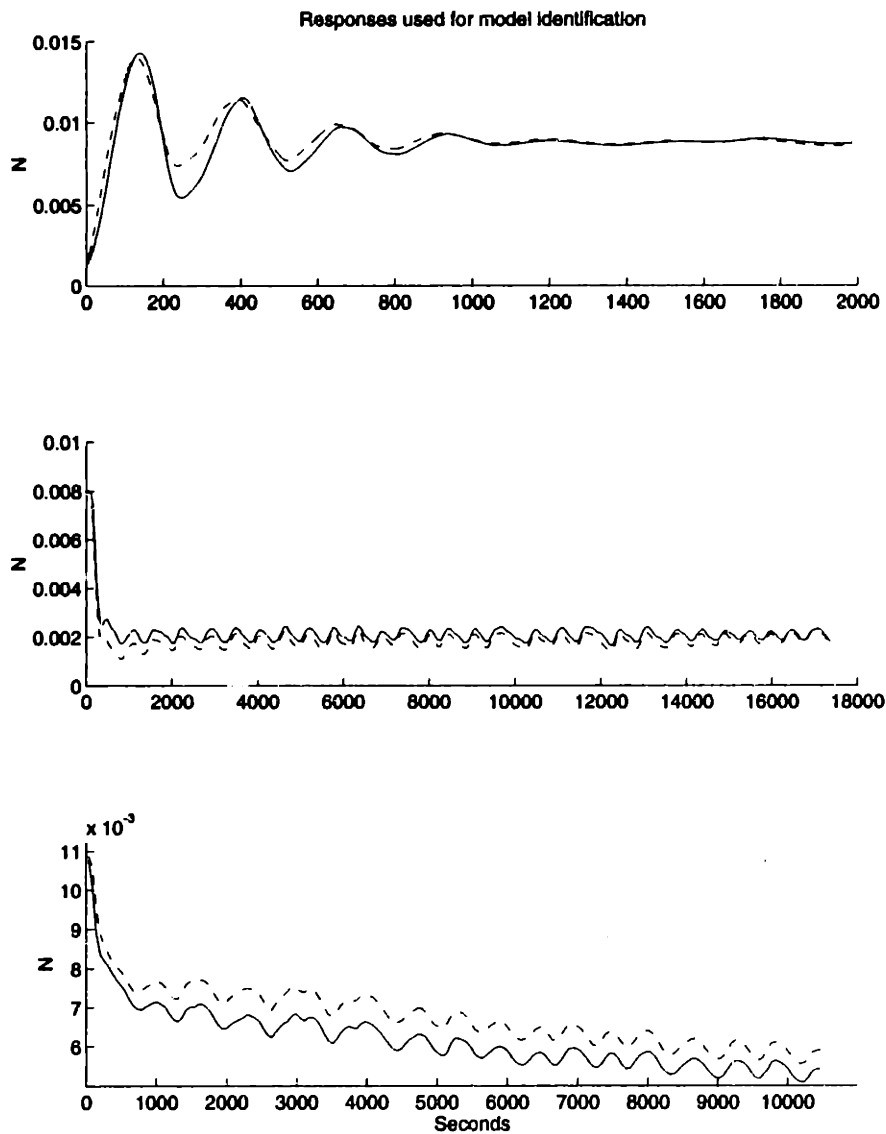 Responses used for model identification
0.015
0.01
0.005
0
N
0 200 400 600 800 1000 1200 1400 1600 1800 2000
0.01
0.008
0.006
0.004
0.002
0
N
0 2000 4000 6000 8000 10000 12000 14000 16000 18000
x 10-3
11
10
9
8
7
6
N
0 1000 2000 3000 4000 5000 6000 7000 8000 9000 10000
Seconds